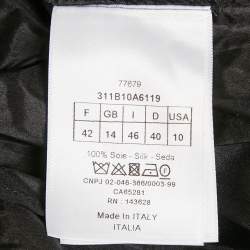 77679
311B10A6119
F GB I D USA
42 14 46 40 10
100% Soie - Silk - Seda
CNPJ 02-046-366/0003-99
CA65281
RN : 143628
Made In ITALY
ITALIA